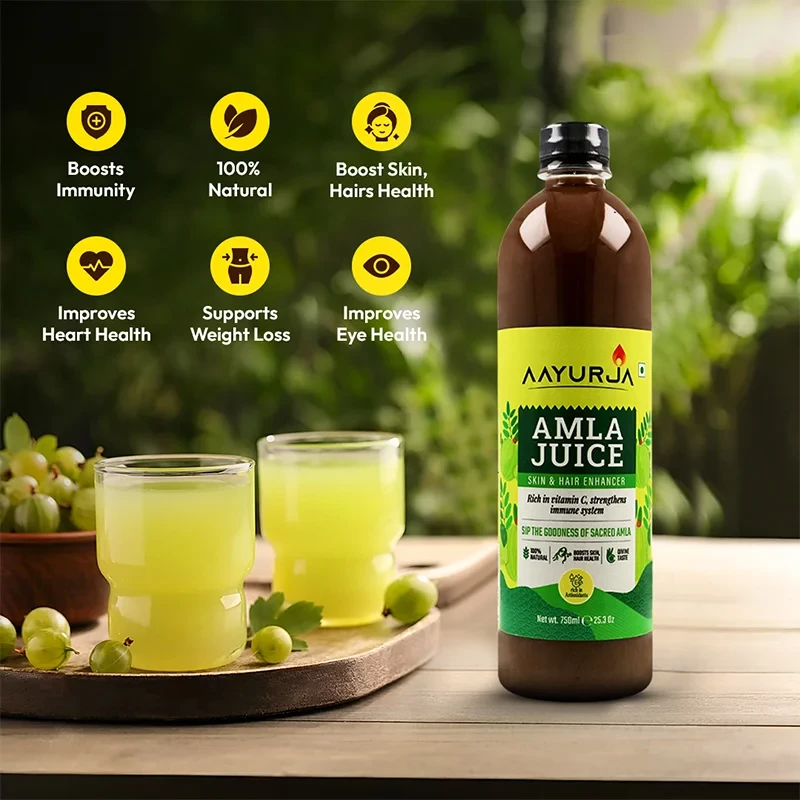 Boosts
Immunity
100%
Natural
Boost Skin,
Hairs Health
Improves
Heart Health
Supports
Weight Loss
Improves
Eye Health
AAYURJA
AMLA
JUICE
SKIN & HAIR ENHANCER
Rich in vitamin C, strengthens
immune system
SIP THE GOODNESS OF SACRED AMLA
100%
NATURAL
BOOSTS SKIN,
HAIR HEALTH
DIVINE
TASTE
rich in
Antioxidants
Net wt. 750ml ℮ 25.3 Oz